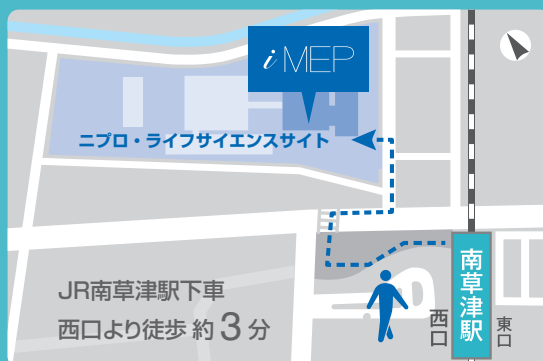 i MEP
ニプロ・ライフサイエンスサイト
JR南草津駅下車
西口より徒歩 約 3 分
西口
南草津駅
東口